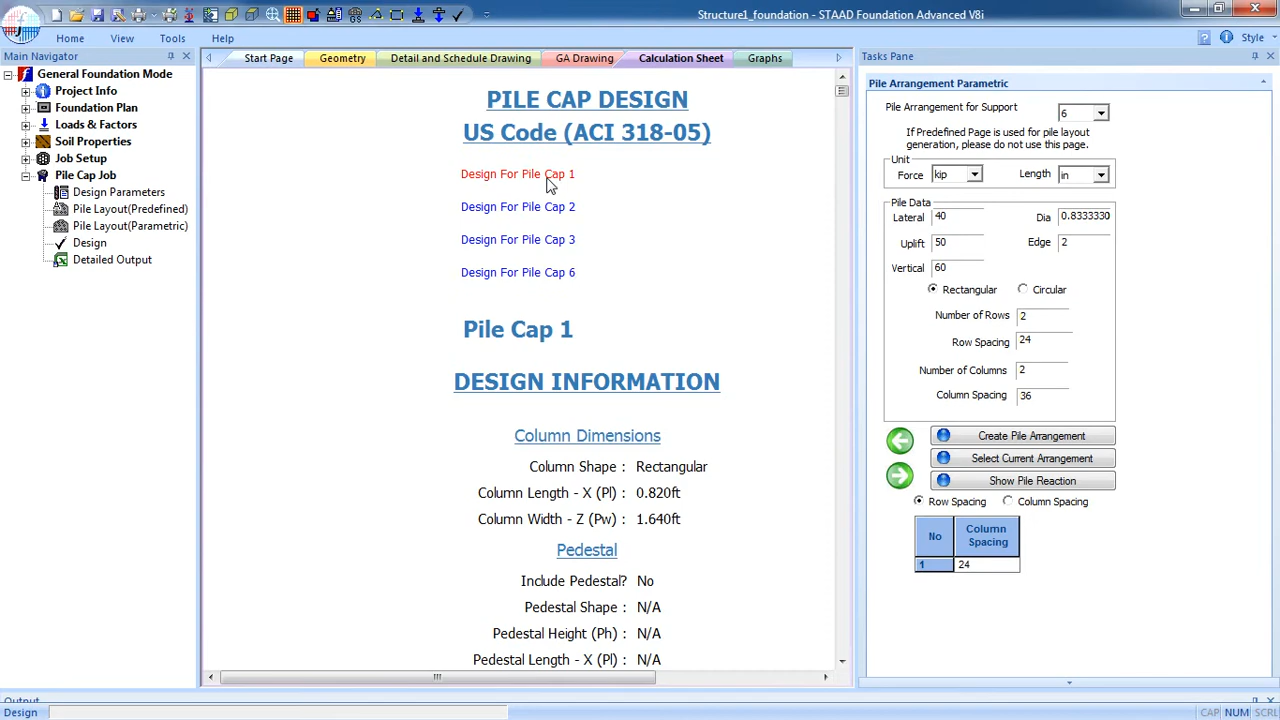 Structure1_foundation - STAAD Foundation Advanced V8i
Home
View
Tools
Help
Style
Main Navigator
General Foundation Mode
Project Info
Foundation Plan
Loads & Factors
Soil Properties
Job Setup
Pile Cap Job
Design Parameters
Pile Layout(Predefined)
Pile Layout(Parametric)
Design
Detailed Output
Start Page
Geometry
Detail and Schedule Drawing
GA Drawing
Calculation Sheet
Graphs
PILE CAP DESIGN
US Code (ACI 318-05)
Design For Pile Cap 1
Design For Pile Cap 2
Design For Pile Cap 3
Design For Pile Cap 6
Pile Cap 1
DESIGN INFORMATION
Column Dimensions
Column Shape : Rectangular
Column Length - X (Pl) : 0.820ft
Column Width - Z (Pw) : 1.640ft
Pedestal
Include Pedestal? No
Pedestal Shape : N/A
Pedestal Height (Ph) : N/A
Pedestal Length - X (Pl) : N/A
Tasks Pane
Pile Arrangement Parametric
Pile Arrangement for Support 6
If Predefined Page is used for pile layout
generation, please do not use this page.
Unit
Force kip Length in
Pile Data
Lateral 40 Dia 0.8333330
Uplift 50 Edge 2
Vertical 60
Rectangular Circular
Number of Rows 2
Row Spacing 24
Number of Columns 2
Column Spacing 36
Create Pile Arrangement
Select Current Arrangement
Show Pile Reaction
Row Spacing Column Spacing
No Column
Spacing
1 24
Output
Design
CAP NUM SCRL